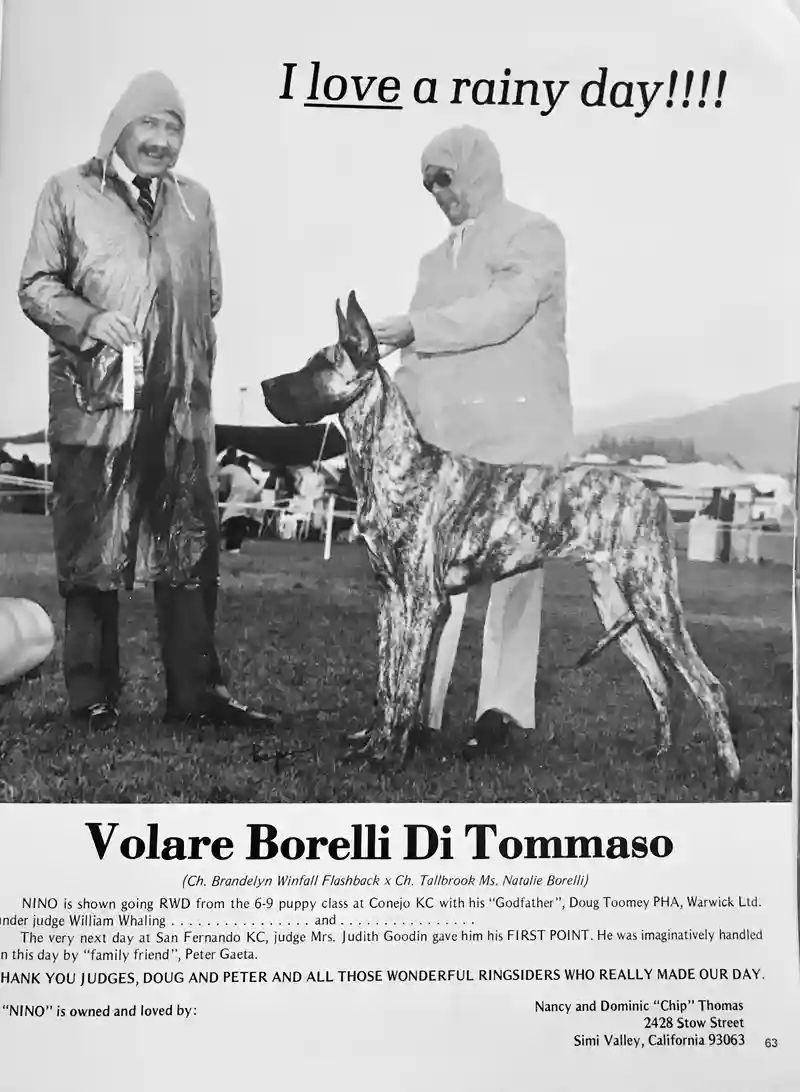 I love a rainy day!!!!
Volare Borelli Di Tommaso
(Ch. Brandelyn Winfall Flashback x Ch. Tallbrook Ms. Natalie Borelli)
NINO is shown going RWD from the 6-9 puppy class at Conejo KC with his “Godfather”, Doug Toomey PHA, Warwick Ltd.
nder judge William Whaling . . . . . . . . . . . . . . . . and . . . . . . . . . . . . . . . .
The very next day at San Fernando KC, judge Mrs. Judith Goodin gave him his FIRST POINT. He was imaginatively handled
n this day by “family friend”, Peter Gaeta.
HANK YOU JUDGES, DOUG AND PETER AND ALL THOSE WONDERFUL RINGSIDERS WHO REALLY MADE OUR DAY.
“NINO” is owned and loved by:
Nancy and Dominic “Chip” Thomas
2428 Stow Street
Simi Valley, California 93063
63